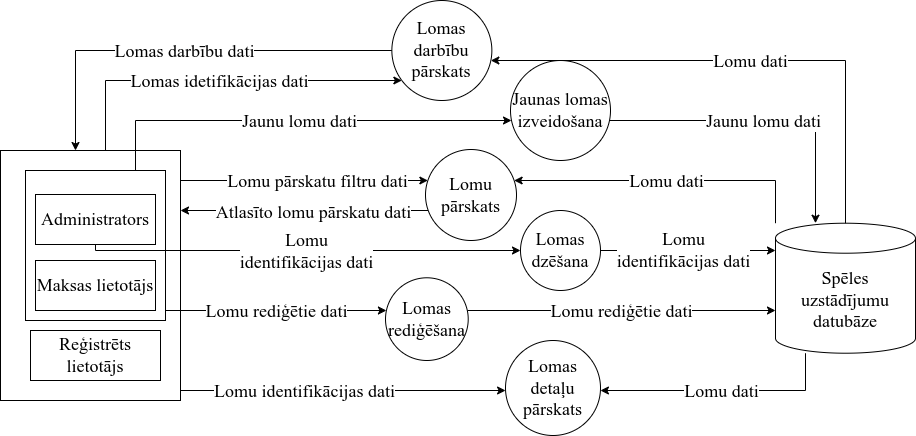 Lomas
darbību
pārskats
Lomas darbību dati
Lomu dati
Lomas idetifikācijas dati
Jaunas lomas
izveidošana
Jaunu lomu dati
Jaunu lomu dati
Lomu pārskatu filtru dati
Lomu
pārskats
Lomu dati
Atlasīto lomu pārskatu dati
Administrators
Lomu
identifikācijas dati
Lomas
dzēšana
Lomu
identifikācijas dati
Maksas lietotājs
Spēles
uzstādījumu
datubāze
Lomu rediģētie dati
Lomas
rediģēšana
Lomu rediģētie dati
Reģistrēts
lietotājs
Lomu identifikācijas dati
Lomas
detaļu
pārskats
Lomu dati